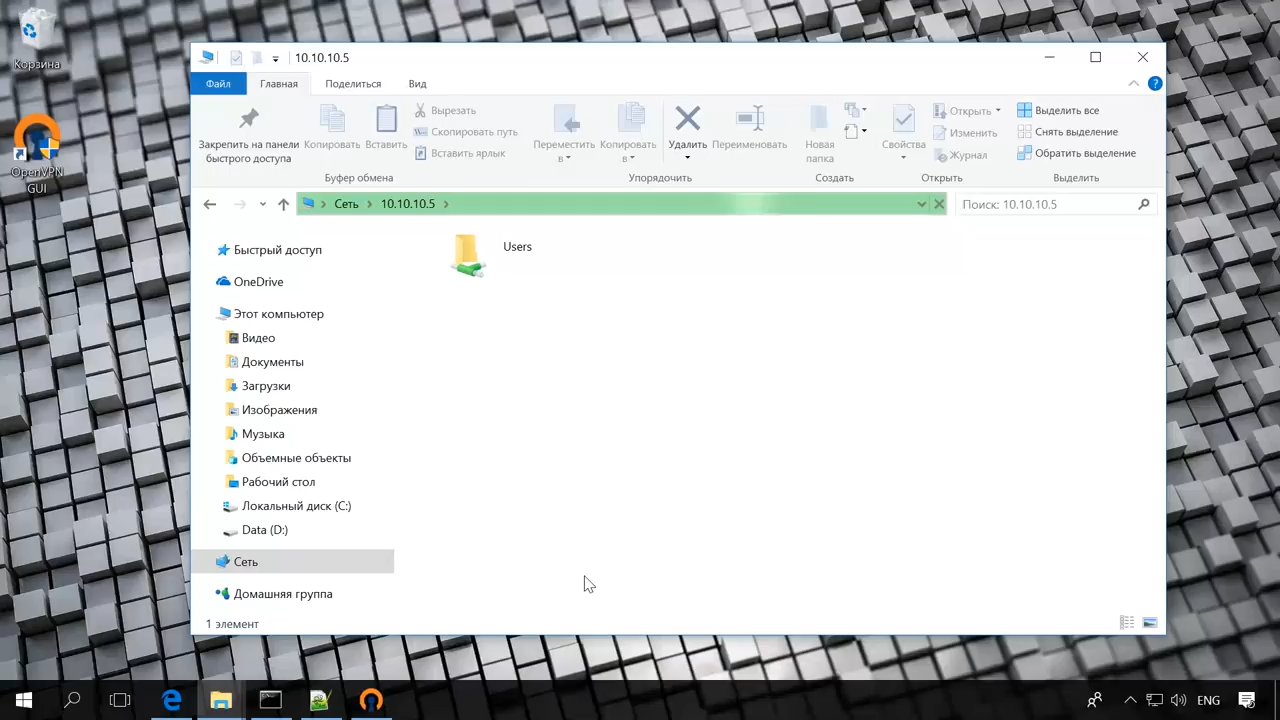 Корзина
OpenVPN
GUI
10.10.10.5
Файл
Главная
Поделиться
Вид
Закрепить на панели
быстрого доступа
Копировать
Вставить
Вырезать
Скопировать путь
Вставить ярлык
Буфер обмена
Переместить
в
Копировать
в
Удалить
Переименовать
Упорядочить
Новая
папка
Создать
Свойства
Открыть
Изменить
Журнал
Открыть
Выделить все
Снять выделение
Обратить выделение
Выделить
Сеть
10.10.10.5
Поиск: 10.10.10.5
Быстрый доступ
OneDrive
Этот компьютер
Видео
Документы
Загрузки
Изображения
Музыка
Объемные объекты
Рабочий стол
Локальный диск (C:)
Data (D:)
Сеть
Домашняя группа
Users
1 элемент
ENG